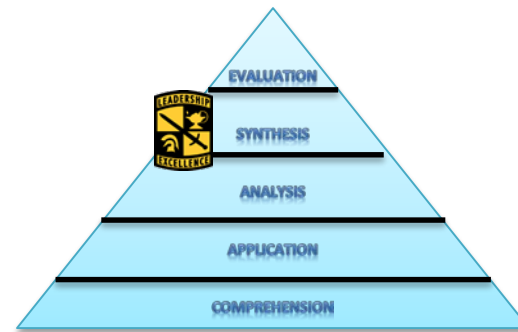 EVALUATION
LEADERSHIP
EXCELLENCE
SYNTHESIS
ANALYSIS
APPLICATION
COMPREHENSION